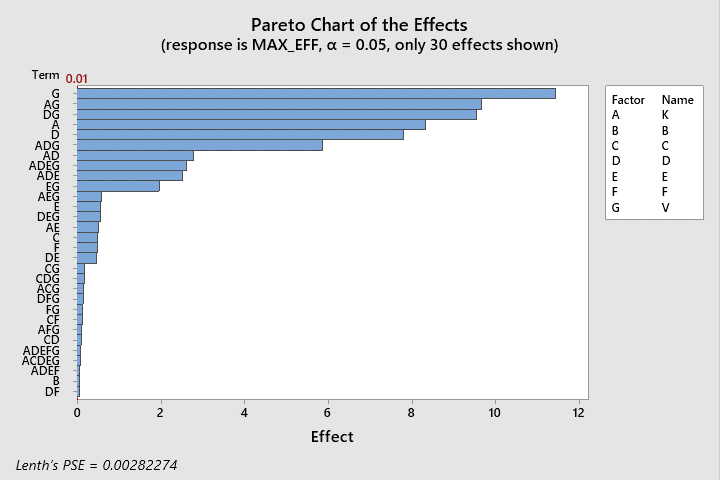 Pareto Chart of the Effects
(response is MAX_EFF, α = 0.05, only 30 effects shown)
Term
0.01
G
AG
DG
A
D
ADG
AD
ADEG
ADE
EG
AEG
E
DEG
AE
C
F
DE
CG
CDG
ACG
DFG
FG
CF
AFG
CD
ADEFG
ACDEG
ADEF
B
DF
0 2 4 6 8 10 12
Effect
Factor Name
A K
B B
C C
D D
E E
F F
G V
Lenth's PSE = 0.00282274